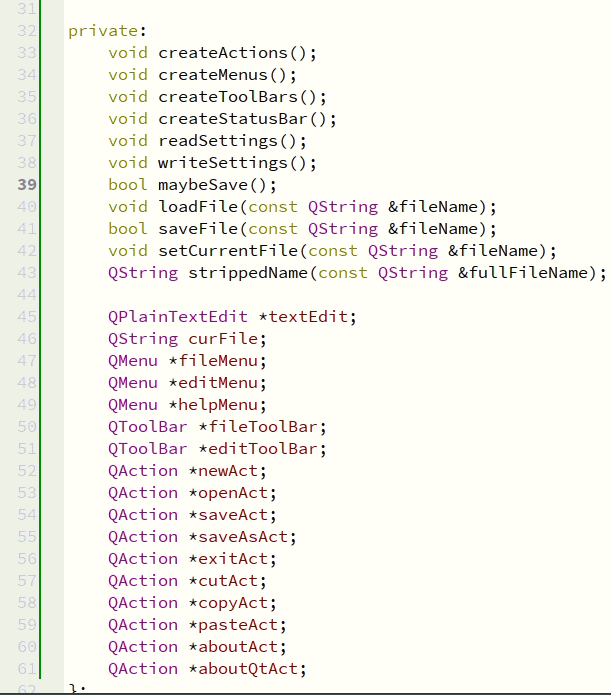 31
32 private:
33 void createActions();
34 void createMenus();
35 void createToolBars();
36 void createStatusBar();
37 void readSettings();
38 void writeSettings();
39 bool maybeSave();
40 void loadFile(const QString &fileName);
41 bool saveFile(const QString &fileName);
42 void setCurrentFile(const QString &fileName);
43 QString strippedName(const QString &fullFileName);
44
45 QPlainTextEdit *textEdit;
46 QString curFile;
47 QMenu *fileMenu;
48 QMenu *editMenu;
49 QMenu *helpMenu;
50 QToolBar *fileToolBar;
51 QToolBar *editToolBar;
52 QAction *newAct;
53 QAction *openAct;
54 QAction *saveAct;
55 QAction *saveAsAct;
56 QAction *exitAct;
57 QAction *cutAct;
58 QAction *copyAct;
59 QAction *pasteAct;
60 QAction *aboutAct;
61 QAction *aboutQtAct;
62 };